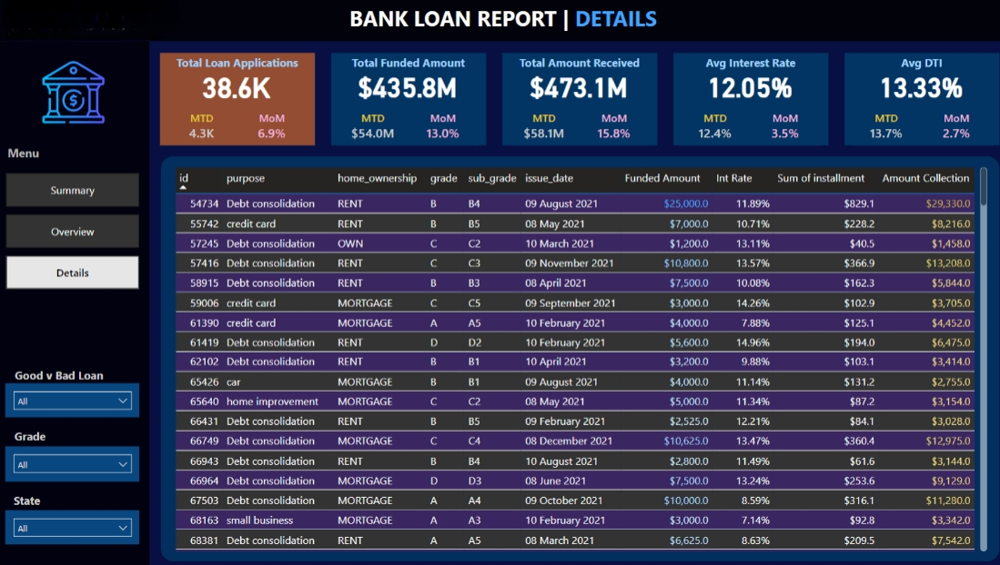 BANK LOAN REPORT | DETAILS
Total Loan Applications
38.6K
MTD MoM
4.3K 6.9%
Total Funded Amount
$435.8M
MTD MoM
$54.0M 13.0%
Total Amount Received
$473.1M
MTD MoM
$58.1M 15.8%
Avg Interest Rate
12.05%
MTD MoM
12.4% 3.5%
Avg DTI
13.33%
MTD MoM
13.7% 2.7%
Menu
Summary
Overview
Details
Good v Bad Loan
All
Grade
All
State
All
id purpose home_ownership grade sub_grade issue_date Funded Amount Int Rate Sum of installment Amount Collection
54734 Debt consolidation RENT B B4 09 August 2021 $25,000.0 11.89% $829.1 $29,330.0
55742 credit card RENT B B5 08 May 2021 $7,000.0 10.71% $228.2 $8,216.0
57245 Debt consolidation OWN C C2 10 March 2021 $1,200.0 13.11% $40.5 $1,458.0
57416 Debt consolidation RENT C C3 09 November 2021 $10,800.0 13.57% $366.9 $13,208.0
58915 Debt consolidation RENT B B3 08 April 2021 $7,500.0 10.08% $162.3 $5,844.0
59006 credit card MORTGAGE C C5 09 September 2021 $3,000.0 14.26% $102.9 $3,705.0
61390 credit card MORTGAGE A A5 10 February 2021 $4,000.0 7.88% $125.1 $4,452.0
61419 Debt consolidation RENT D D2 10 February 2021 $5,600.0 14.96% $194.0 $6,475.0
62102 Debt consolidation RENT B B1 10 April 2021 $3,200.0 9.88% $103.1 $3,414.0
65426 car MORTGAGE B B1 09 August 2021 $4,000.0 11.14% $131.2 $2,755.0
65640 home improvement MORTGAGE C C2 08 May 2021 $5,000.0 11.34% $87.2 $3,154.0
66431 Debt consolidation RENT B B5 09 February 2021 $2,525.0 12.21% $84.1 $3,028.0
66749 Debt consolidation MORTGAGE C C4 08 December 2021 $10,625.0 13.47% $360.4 $12,975.0
66943 Debt consolidation RENT B B4 10 August 2021 $2,800.0 11.49% $61.6 $3,144.0
66964 Debt consolidation MORTGAGE D D3 08 June 2021 $7,500.0 13.24% $253.6 $9,129.0
67503 Debt consolidation MORTGAGE A A4 09 October 2021 $10,000.0 8.59% $316.1 $11,280.0
68163 small business MORTGAGE A A3 10 February 2021 $3,000.0 7.14% $92.8 $3,342.0
68381 Debt consolidation RENT A A5 08 March 2021 $6,625.0 8.63% $209.5 $7,542.0